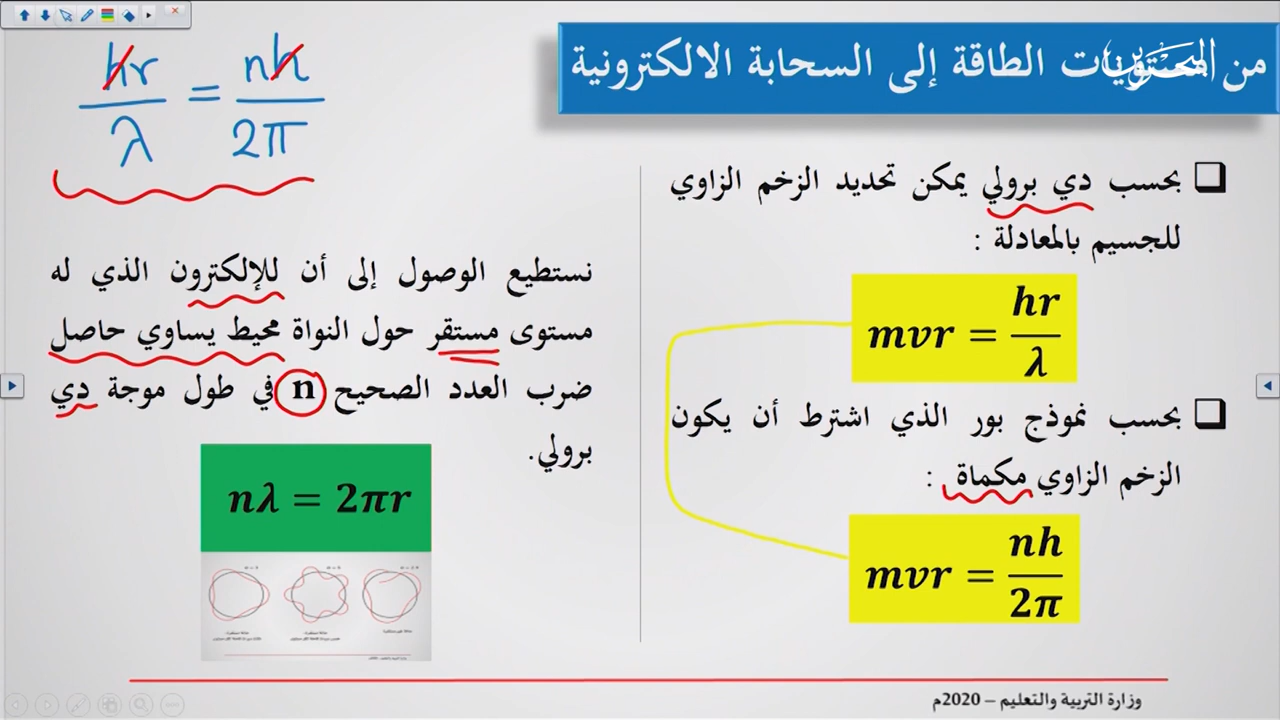 من محتويات الطاقة إلى السحابة الالكترونية
البحرين
بحسب دي برولي يمكن تحديد الزخم الزاوي
للجسيم بالمعادلة :
mvr = hr/λ
بحسب نموذج بور الذي اشترط أن يكون
الزخم الزاوي مكماة :
mvr = nh/2π
hr/λ = nh/2π
نستطيع الوصول إلى أن للإلكترون الذي له
مستوى مستقر حول النواة محيط يساوي حاصل
ضرب العدد الصحيح n في طول موجة دي
برولي.
nλ = 2πr
وزارة التربية والتعليم – 2020م